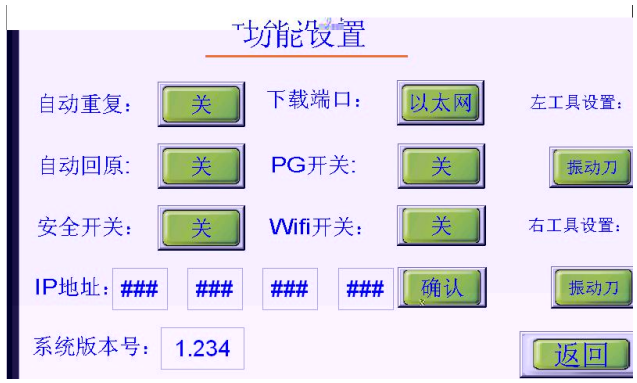 功能设置
自动重复: 关 下载端口: 以太网 左工具设置:
自动回原: 关 PG开关: 关 振动刀
安全开关: 关 Wifi开关: 关 右工具设置:
IP地址: ### ### ### ### 确认 振动刀
系统版本号: 1.234 返回